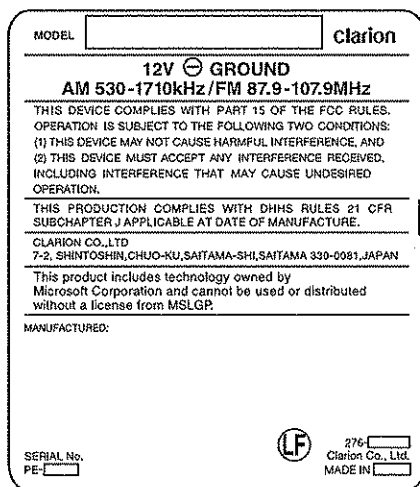 MODEL clarion
12V ⊖ GROUND
AM 530-1710kHz/FM 87.9-107.9MHz
THIS DEVICE COMPLIES WITH PART 15 OF THE FCC RULES.
OPERATION IS SUBJECT TO THE FOLLOWING TWO CONDITIONS:
(1) THIS DEVICE MAY NOT CAUSE HARMFUL INTERFERENCE, AND
(2) THIS DEVICE MUST ACCEPT ANY INTERFERENCE RECEIVED,
INCLUDING INTERFERENCE THAT MAY CAUSE UNDESIRED
OPERATION.
THIS PRODUCTION COMPLIES WITH DHHS RULES 21 CFR
SUBCHAPTER J APPLICABLE AT DATE OF MANUFACTURE.
CLARION CO.,LTD
7-2, SHINTOSHIN,CHUO-KU,SAITAMA-SHI,SAITAMA 330-0081,JAPAN
This product includes technology owned by
Microsoft Corporation and cannot be used or distributed
without a license from MSLGP.
MANUFACTURED:
LF
276-
SERIAL No. Clarion Co., Ltd.
PE- MADE IN